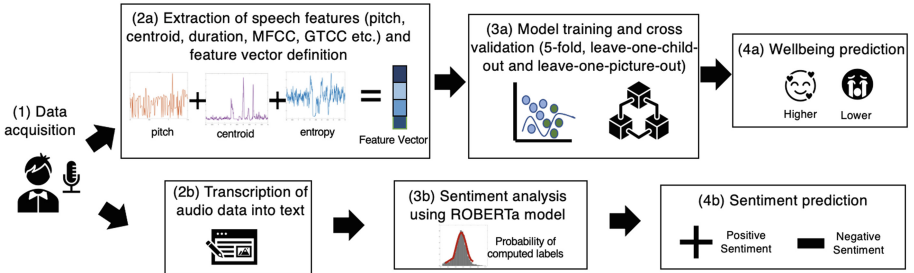 (1) Data
acquisition
(2a) Extraction of speech features (pitch,
centroid, duration, MFCC, GTCC etc.) and
feature vector definition
pitch
centroid
entropy
Feature Vector
(3a) Model training and cross
validation (5-fold, leave-one-child-
out and leave-one-picture-out)
(4a) Wellbeing prediction
Higher
Lower
(2b) Transcription of
audio data into text
(3b) Sentiment analysis
using ROBERTa model
Probability of
computed labels
(4b) Sentiment prediction
Positive
Sentiment
Negative
Sentiment